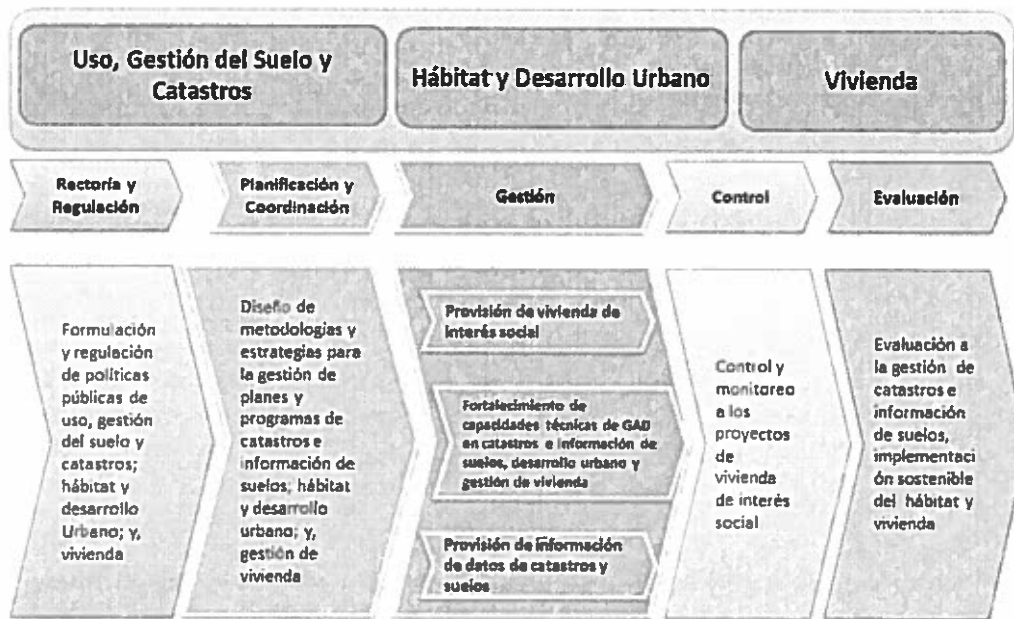 Uso, Gestión del Suelo y
Catastros
Hábitat y Desarrollo Urbano
Vivienda
Rectoría y
Regulación
Planificación y
Coordinación
Gestión
Control
Evaluación
Formulación
y regulación
de políticas
públicas de
uso, gestión
del suelo y
catastros;
hábitat y
desarrollo
Urbano; y,
vivienda
Diseño de
metodologías y
estrategias para
la gestión de
planes y
programas de
catastros e
información de
suelos; hábitat
y desarrollo
urbano; y,
gestión de
vivienda
Provisión de vivienda de
interés social
Fortalecimiento de
capacidades técnicas de GAD
en catastros e información de
suelos, desarrollo urbano y
gestión de vivienda
Provisión de información
de datos de catastros y
suelos
Control y
monitoreo
a los
proyectos
de
vivienda
de interés
social
Evaluación a
la gestión de
catastros e
información
de suelos,
implementaci
ón sostenible
del hábitat y
vivienda